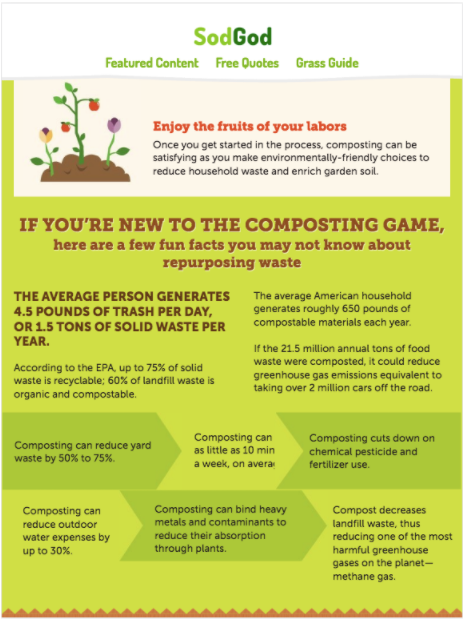 SodGod
Featured Content Free Quotes Grass Guide
Enjoy the fruits of your labors
Once you get started in the process, composting can be
satisfying as you make environmentally-friendly choices to
reduce household waste and enrich garden soil.
IF YOU'RE NEW TO THE COMPOSTING GAME,
here are a few fun facts you may not know about
repurposing waste
THE AVERAGE PERSON GENERATES
4.5 POUNDS OF TRASH PER DAY,
OR 1.5 TONS OF SOLID WASTE PER
YEAR.
According to the EPA, up to 75% of solid
waste is recyclable; 60% of landfill waste is
organic and compostable.
The average American household
generates roughly 650 pounds of
compostable materials each year.
If the 21.5 million annual tons of food
waste were composted, it could reduce
greenhouse gas emissions equivalent to
taking over 2 million cars off the road.
Composting can reduce yard
waste by 50% to 75%.
Composting can
as little as 10 min
a week, on avera
Composting cuts down on
chemical pesticide and
fertilizer use.
Composting can
reduce outdoor
water expenses by
up to 30%.
Composting can bind heavy
metals and contaminants to
reduce their absorption
through plants.
Compost decreases
landfill waste, thus
reducing one of the most
harmful greenhouse
gases on the planet—
methane gas.